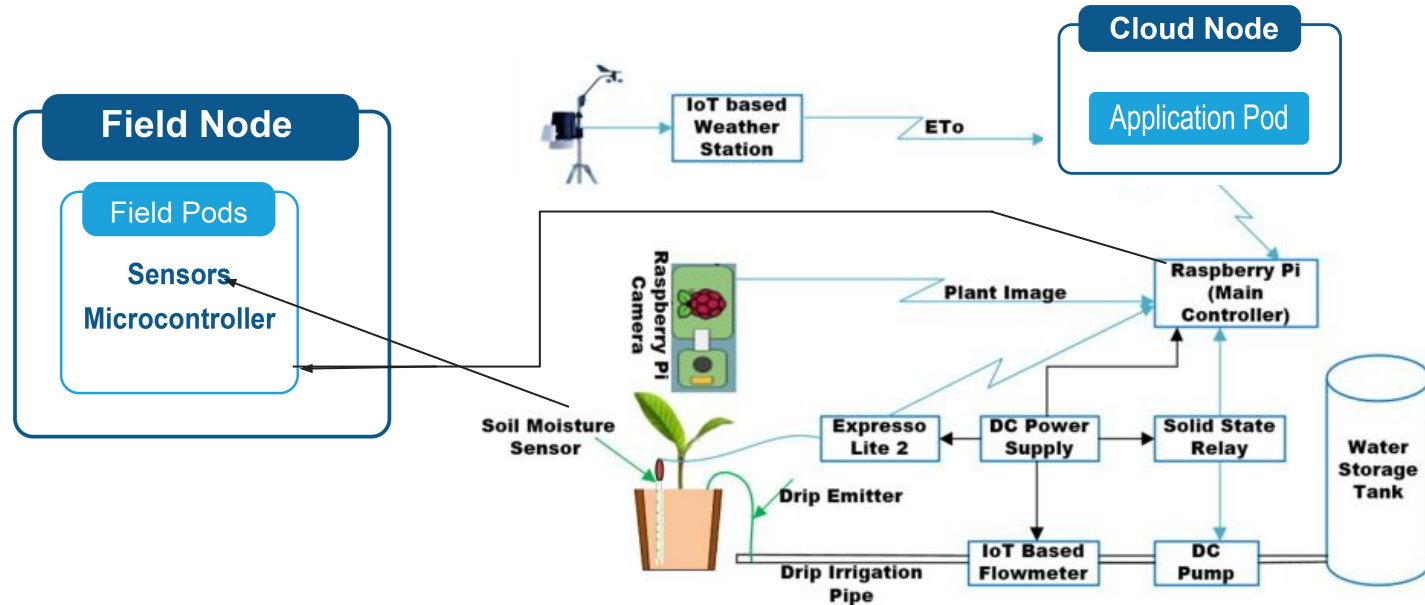 Field Node
Field Pods
Sensors
Microcontroller
IoT based
Weather
Station
ETo
Cloud Node
Application Pod
Raspberry Pi
Camera
Plant Image
Raspberry Pi
(Main
Controller)
Soil Moisture
Sensor
Expresso
Lite 2
DC Power
Supply
Solid State
Relay
Water
Storage
Tank
Drip Emitter
Drip Irrigation
Pipe
IoT Based
Flowmeter
DC
Pump